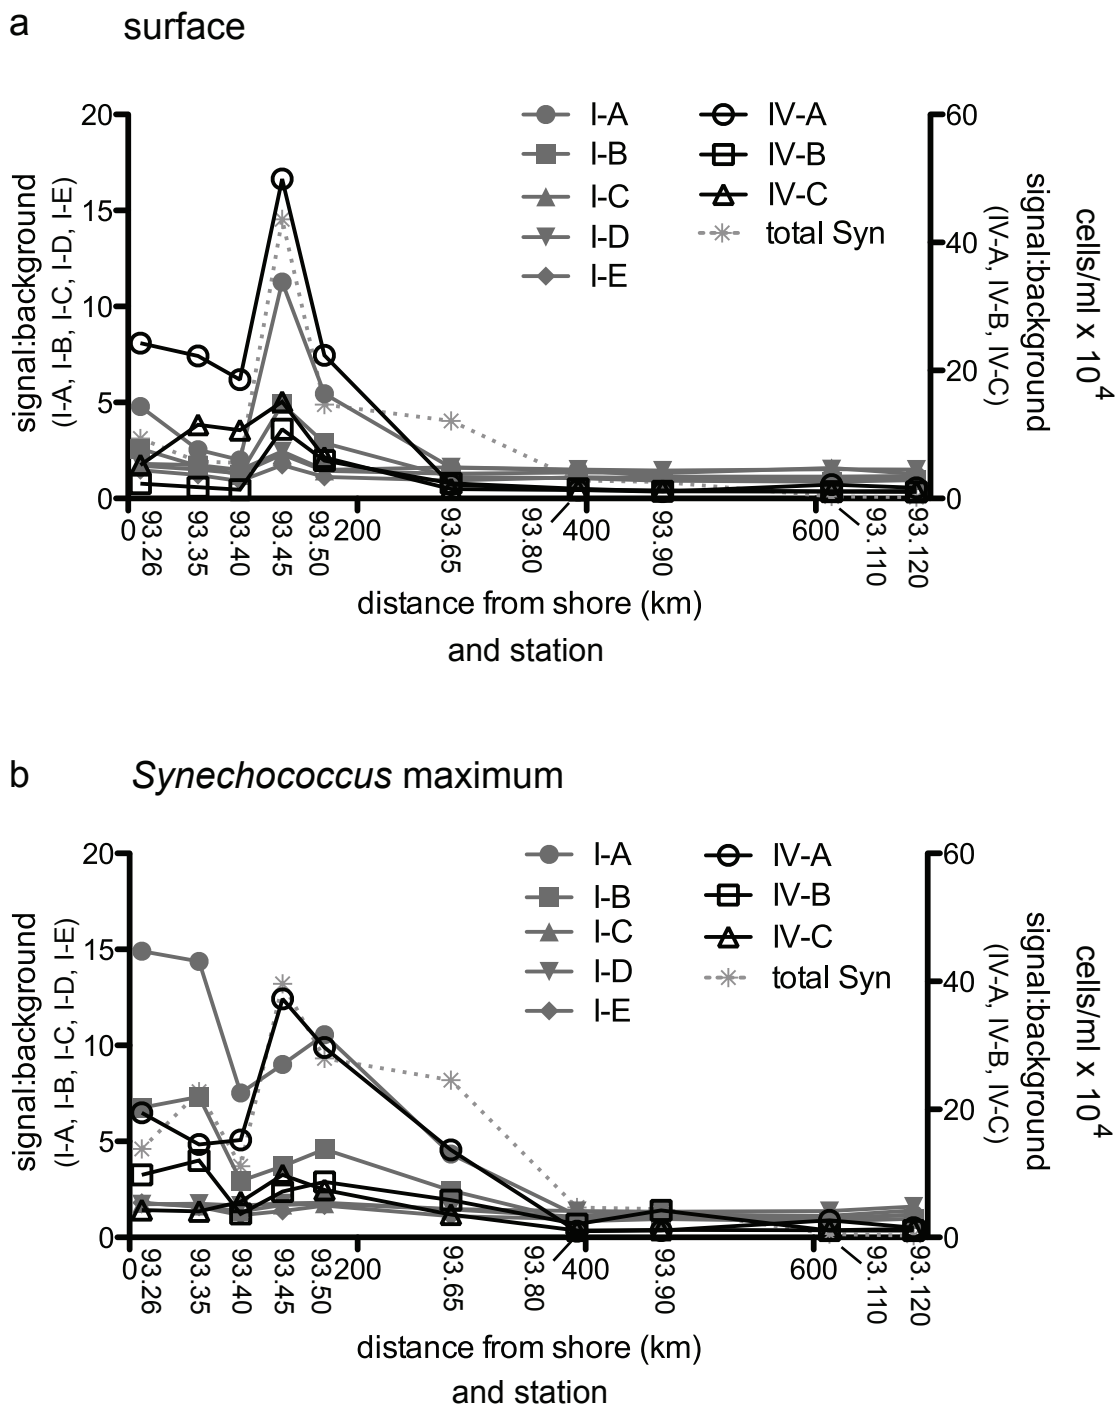 a surface
20
15
10
5
0
signal:background
(I-A, I-B, I-C, I-D, I-E)
I-A
I-B
I-C
I-D
I-E
IV-A
IV-B
IV-C
total Syn
60
40
20
0
signal:background
(IV-A, IV-B, IV-C)
cells/ml x 10⁴
0 200 400 600
93.26 93.35 93.40 93.45 93.50 93.65 93.80 93.90 93.110 93.120
distance from shore (km)
and station
b Synechococcus maximum
20
15
10
5
0
signal:background
(I-A, I-B, I-C, I-D, I-E)
I-A
I-B
I-C
I-D
I-E
IV-A
IV-B
IV-C
total Syn
60
40
20
0
signal:background
(IV-A, IV-B, IV-C)
cells/ml x 10⁴
0 200 400 600
93.26 93.35 93.40 93.45 93.50 93.65 93.80 93.90 93.110 93.120
distance from shore (km)
and station